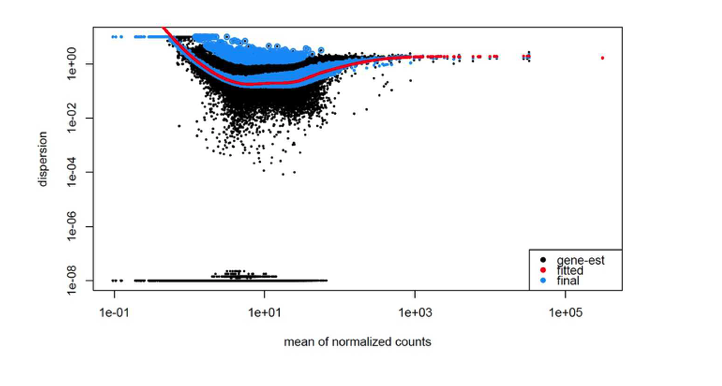 dispersion
1e+00
1e-02
1e-04
1e-06
1e-08
gene-est
fitted
final
1e-01
1e+01
1e+03
1e+05
mean of normalized counts